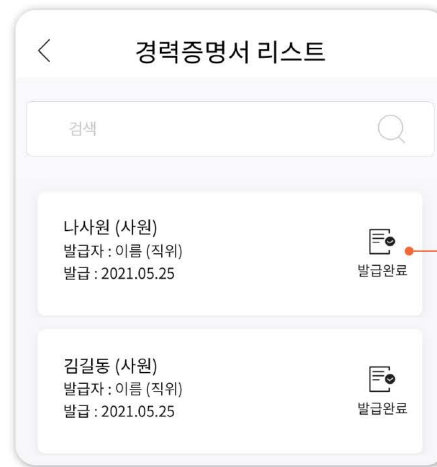 경력증명서 리스트
검색
나사원 (사원)
발급자 : 이름 (직위)
발급 : 2021.05.25
발급완료
김길동 (사원)
발급자 : 이름 (직위)
발급 : 2021.05.25
발급완료